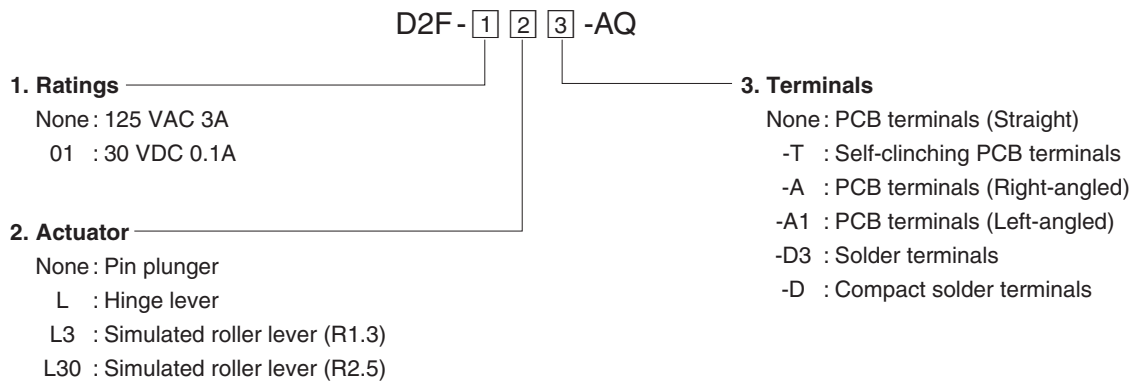 D2F-1 2 3 -AQ
1. Ratings
None : 125 VAC 3A
01 : 30 VDC 0.1A
2. Actuator
None : Pin plunger
L : Hinge lever
L3 : Simulated roller lever (R1.3)
L30 : Simulated roller lever (R2.5)
3. Terminals
None : PCB terminals (Straight)
-T : Self-clinching PCB terminals
-A : PCB terminals (Right-angled)
-A1 : PCB terminals (Left-angled)
-D3 : Solder terminals
-D : Compact solder terminals